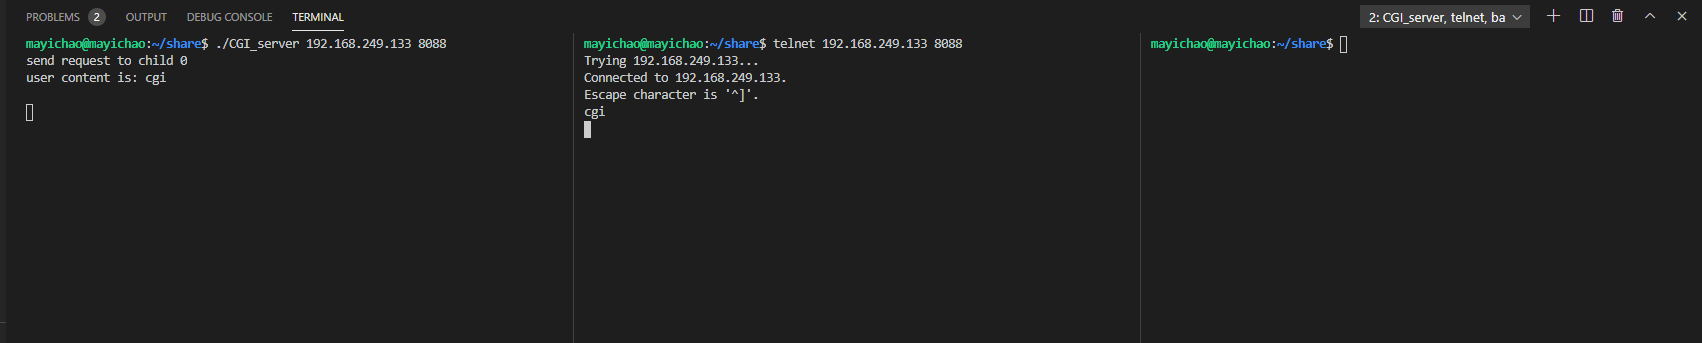 PROBLEMS 2 OUTPUT DEBUG CONSOLE TERMINAL 2: CGI_server, telnet, ba
mayichao@mayichao:~/share$ ./CGI_server 192.168.249.133 8088
send request to child 0
user content is: cgi
mayichao@mayichao:~/share$ telnet 192.168.249.133 8088
Trying 192.168.249.133...
Connected to 192.168.249.133.
Escape character is '^]'.
cgi
mayichao@mayichao:~/share$